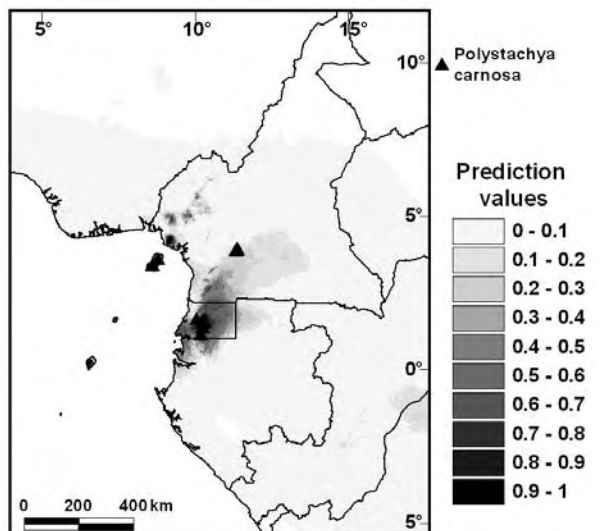 5° 10° 15°
10°
5°
0°
5°
0 200 400 km
Polystachya
carnosa
Prediction
values
0 - 0.1
0.1 - 0.2
0.2 - 0.3
0.3 - 0.4
0.4 - 0.5
0.5 - 0.6
0.6 - 0.7
0.7 - 0.8
0.8 - 0.9
0.9 - 1